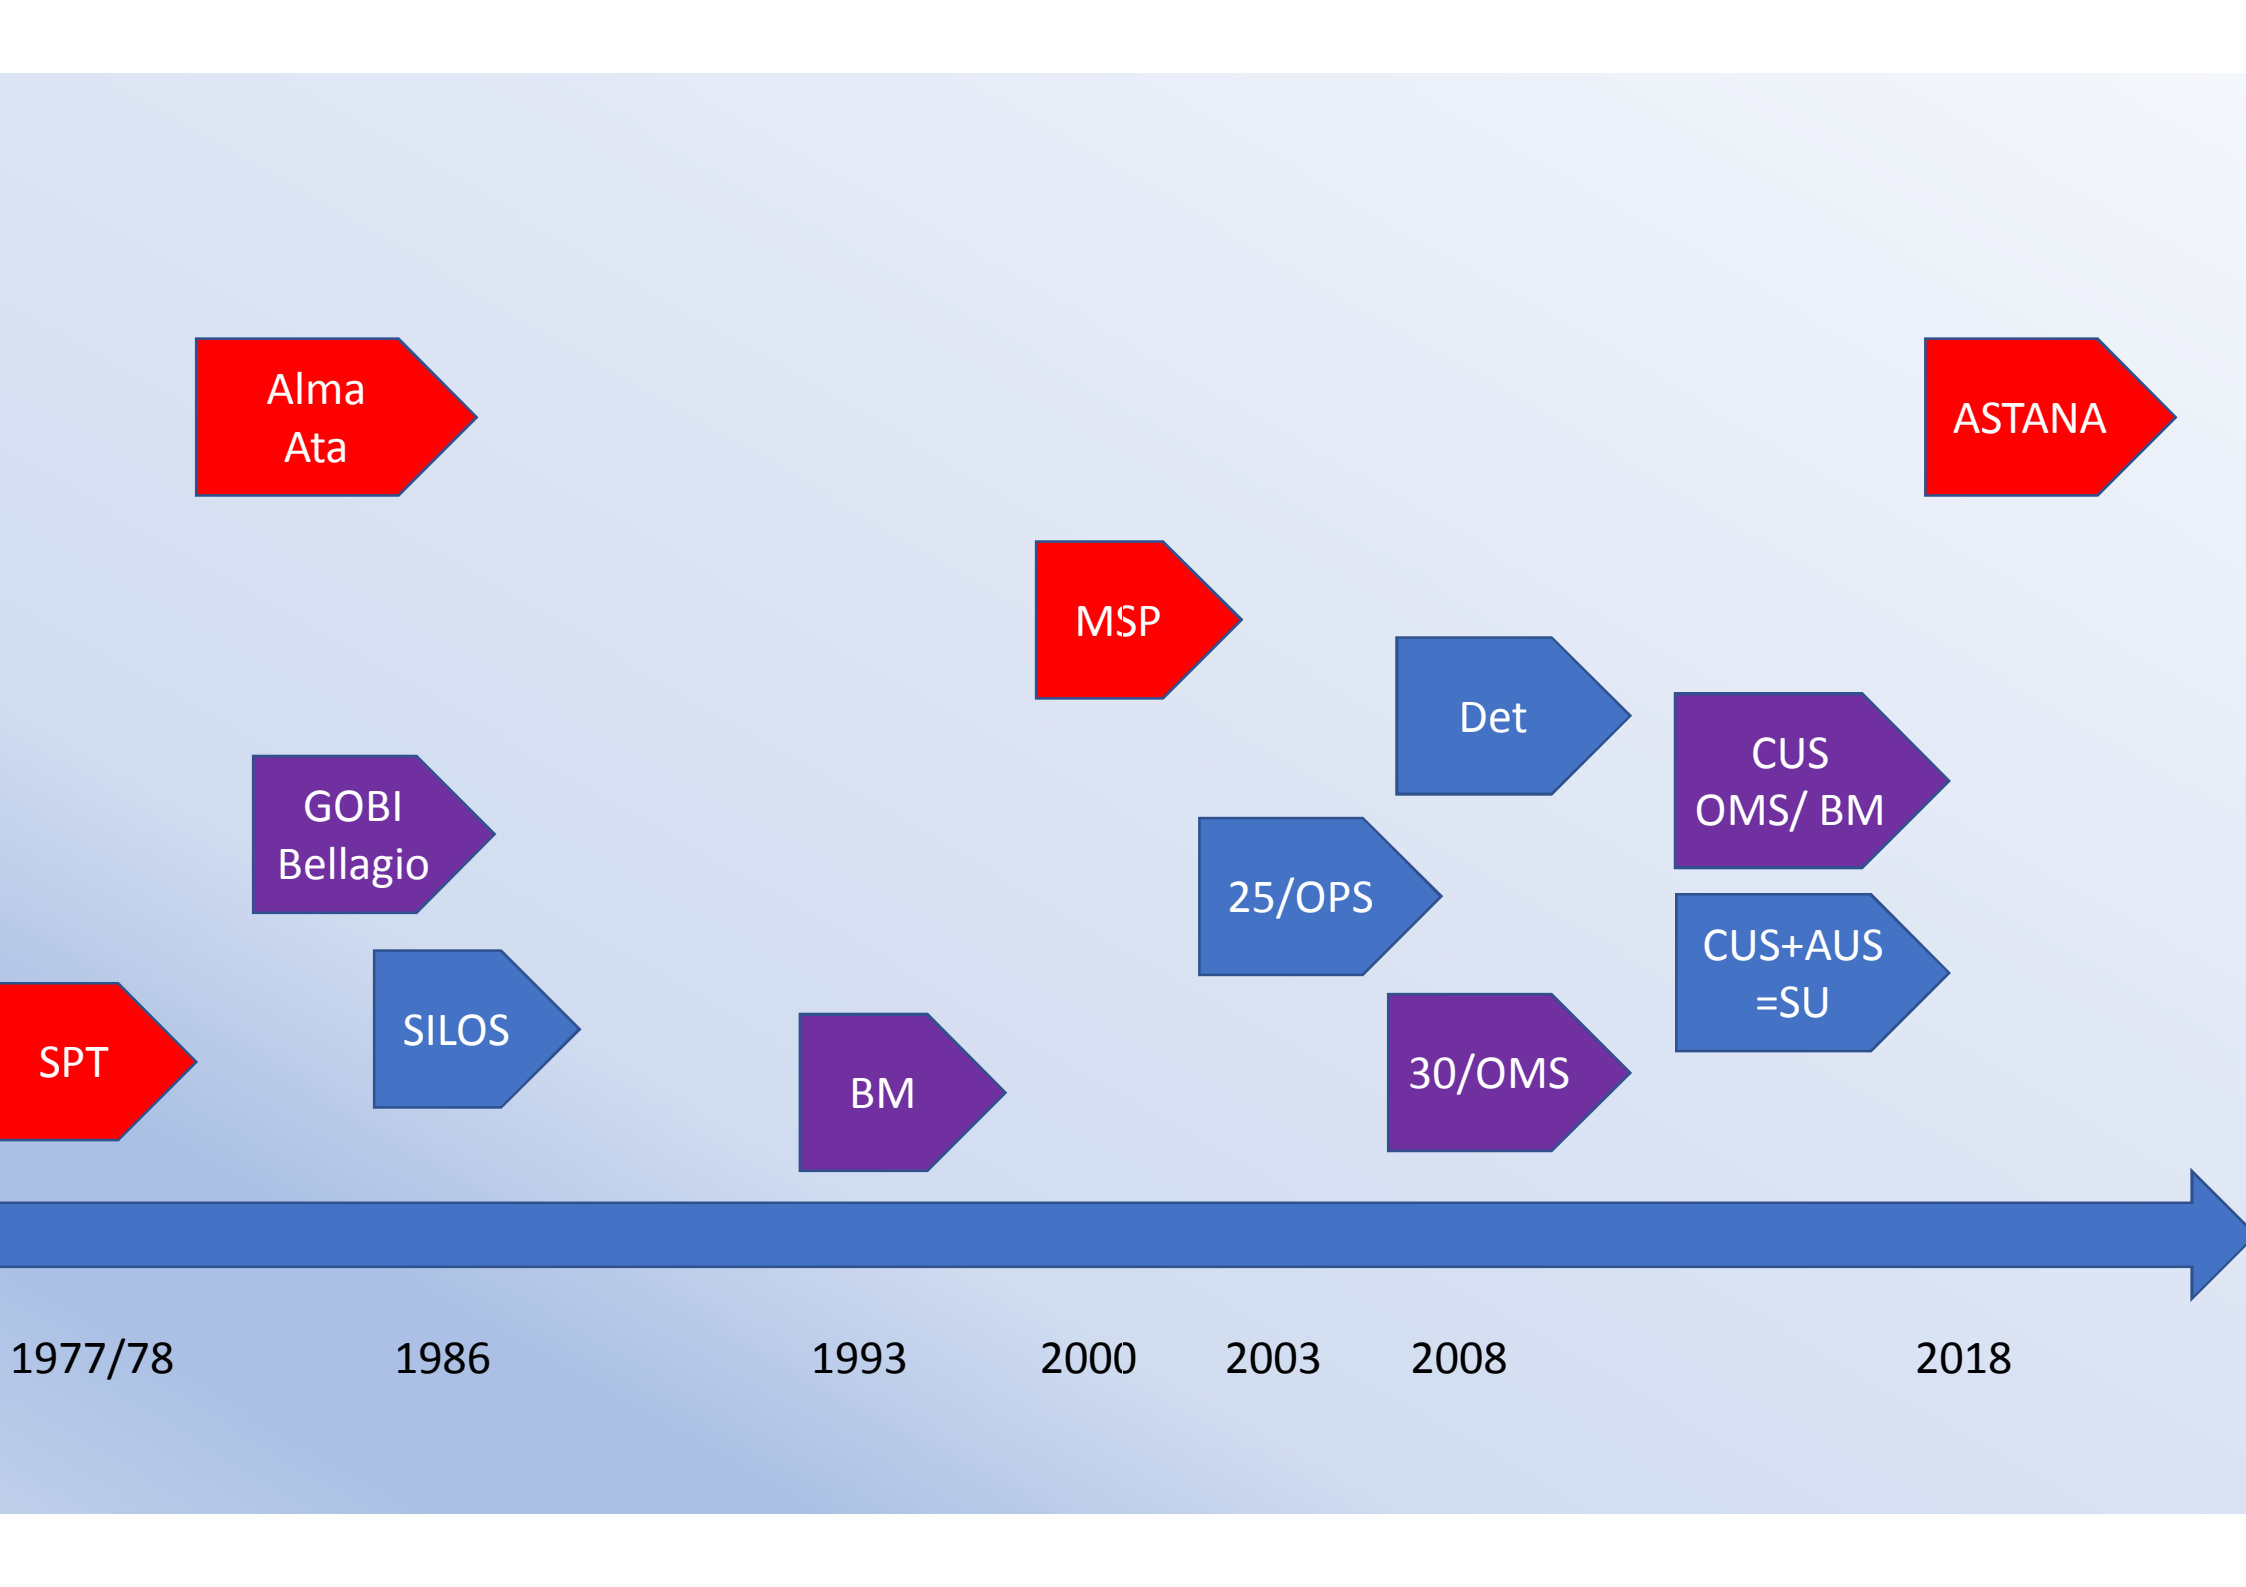 Alma
Ata
ASTANA
MSP
Det
CUS
OMS/ BM
GOBI
Bellagio
25/OPS
CUS+AUS
=SU
SILOS
SPT
BM
30/OMS
1977/78
1986
1993
2000
2003
2008
2018